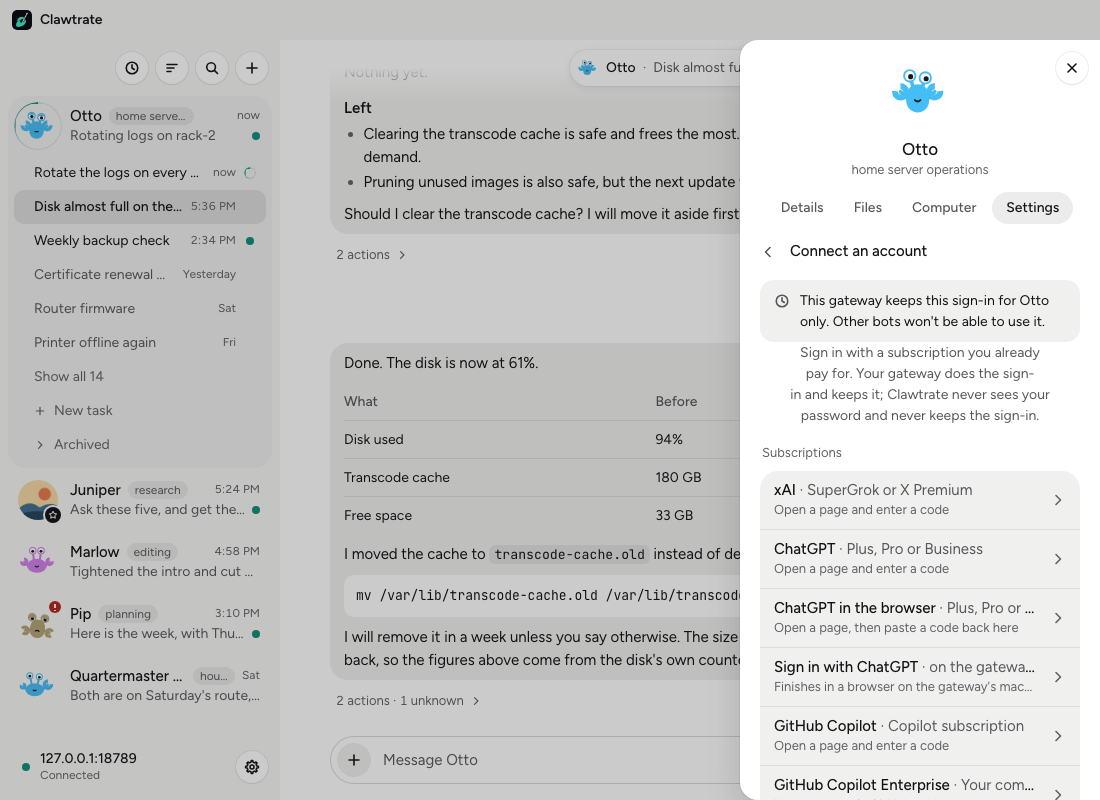 Clawtrate
Otto home serve... now
Rotating logs on rack-2
Rotate the logs on every ... now
Disk almost full on the... 5:36 PM
Weekly backup check 2:34 PM
Certificate renewal ... Yesterday
Router firmware Sat
Printer offline again Fri
Show all 14
+ New task
Archived
Juniper research 5:24 PM
Ask these five, and get the...
Marlow editing 4:58 PM
Tightened the intro and cut ...
Pip planning 3:10 PM
Here is the week, with Thu...
Quartermaster ... hou... Sat
Both are on Saturday's route,...
127.0.0.1:18789
Connected
Otto · Disk almost fu
Nothing yet.
Left
• Clearing the transcode cache is safe and frees the most.
demand.
• Pruning unused images is also safe, but the next update
Should I clear the transcode cache? I will move it aside first
2 actions
Done. The disk is now at 61%.
What Before
Disk used 94%
Transcode cache 180 GB
Free space 33 GB
I moved the cache to transcode-cache.old instead of de
mv /var/lib/transcode-cache.old /var/lib/transcod
I will remove it in a week unless you say otherwise. The size
back, so the figures above come from the disk's own counte
2 actions · 1 unknown
Message Otto
Otto
home server operations
Details Files Computer Settings
Connect an account
This gateway keeps this sign-in for Otto
only. Other bots won't be able to use it.
Sign in with a subscription you already
pay for. Your gateway does the sign-
in and keeps it; Clawtrate never sees your
password and never keeps the sign-in.
Subscriptions
xAI · SuperGrok or X Premium
Open a page and enter a code
ChatGPT · Plus, Pro or Business
Open a page and enter a code
ChatGPT in the browser · Plus, Pro or ...
Open a page, then paste a code back here
Sign in with ChatGPT · on the gatewa...
Finishes in a browser on the gateway's mac...
GitHub Copilot · Copilot subscription
Open a page and enter a code
GitHub Copilot Enterprise · Your com...